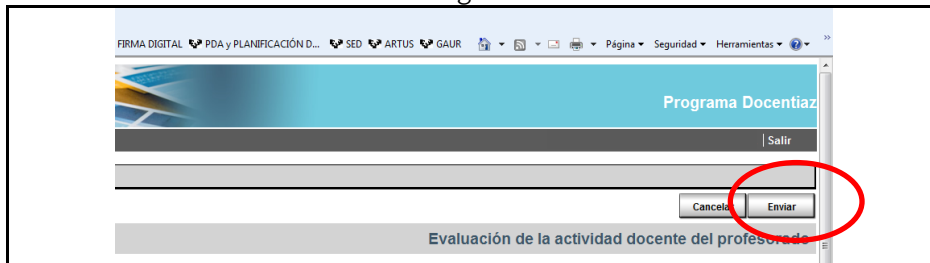 FIRMA DIGITAL PDA y PLANIFICACIÓN D... SED ARTUS GAUR Página Seguridad Herramientas
Programa Docentiaz
Salir
Cancelar Enviar
Evaluación de la actividad docente del profesorado